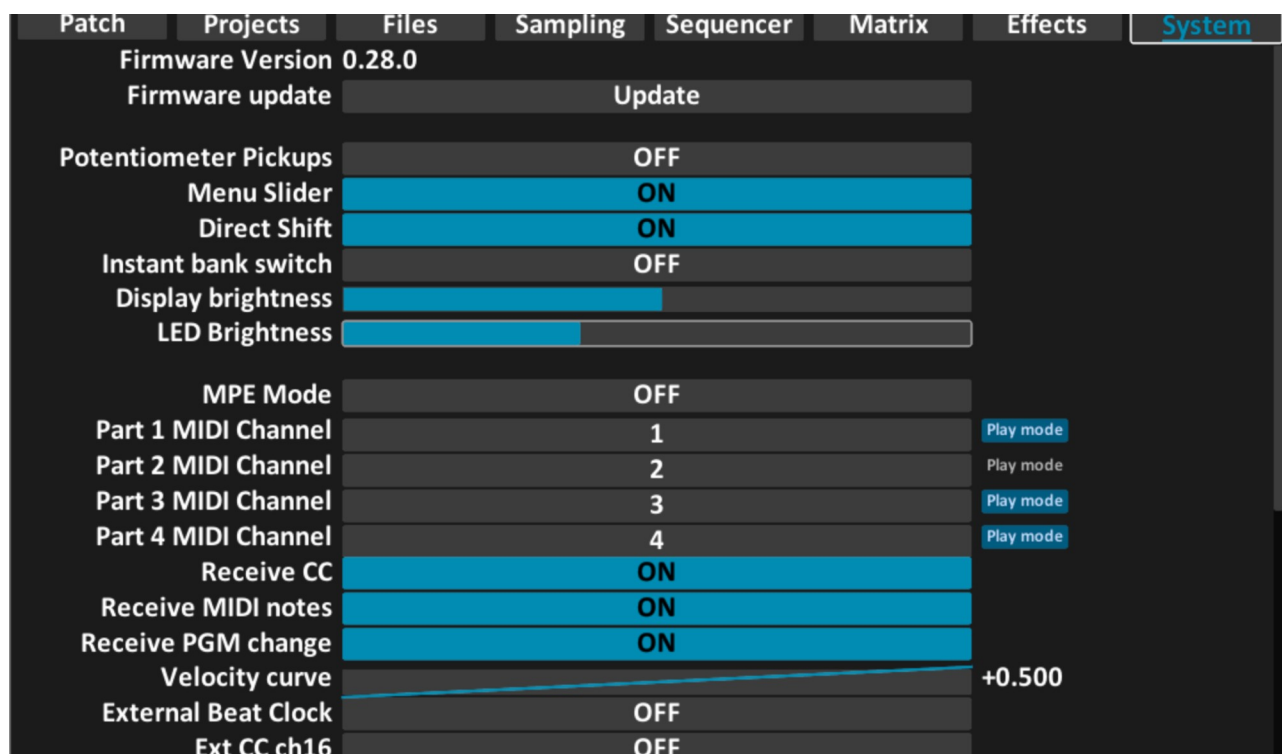 Patch Projects Files Sampling Sequencer Matrix Effects System
Firmware Version 0.28.0
Firmware update Update
Potentiometer Pickups OFF
Menu Slider ON
Direct Shift ON
Instant bank switch OFF
Display brightness
LED Brightness
MPE Mode OFF
Part 1 MIDI Channel 1 Play mode
Part 2 MIDI Channel 2 Play mode
Part 3 MIDI Channel 3 Play mode
Part 4 MIDI Channel 4 Play mode
Receive CC ON
Receive MIDI notes ON
Receive PGM change ON
Velocity curve +0.500
External Beat Clock OFF
Ext CC ch16 OFF